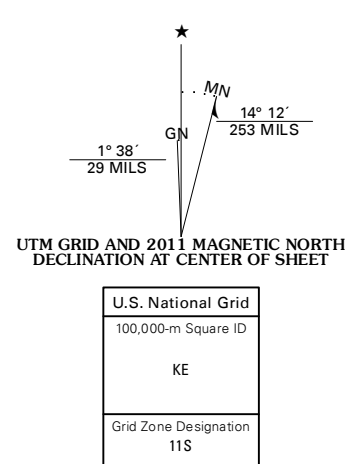 ★
MN
14° 12´
253 MILS
GN
1° 38´
29 MILS
UTM GRID AND 2011 MAGNETIC NORTH
DECLINATION AT CENTER OF SHEET
U.S. National Grid
100,000-m Square ID
KE
Grid Zone Designation
11S